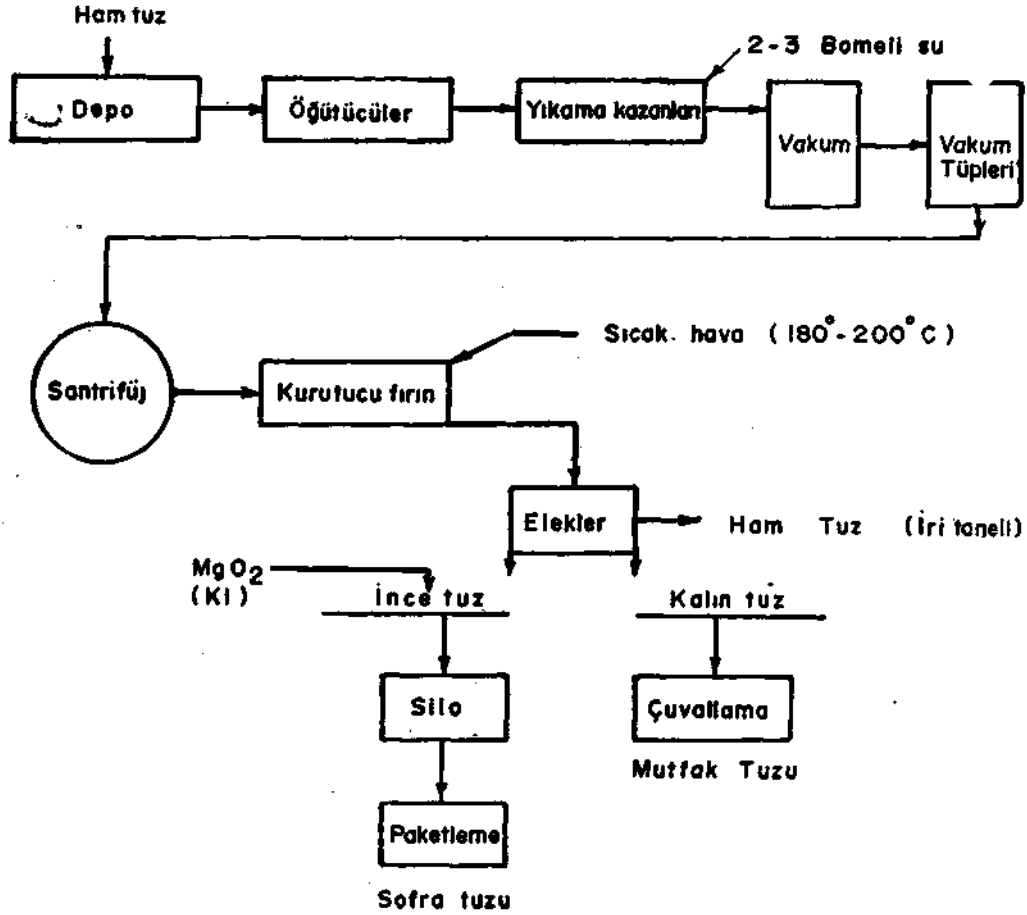 Ham tuz
2-3 Bomeli su
Depo
Öğütücüler
Yıkama kazanları
Vakum
Vakum
Tüpleri
Sıcak hava (180°-200°C)
Santrifüj
Kurutucu fırın
Elekler
Ham Tuz (İri taneli)
MgO₂
(KI)
İnce tuz
Kalın tuz
Silo
Çuvallama
Mutfak Tuzu
Paketleme
Sofra tuzu